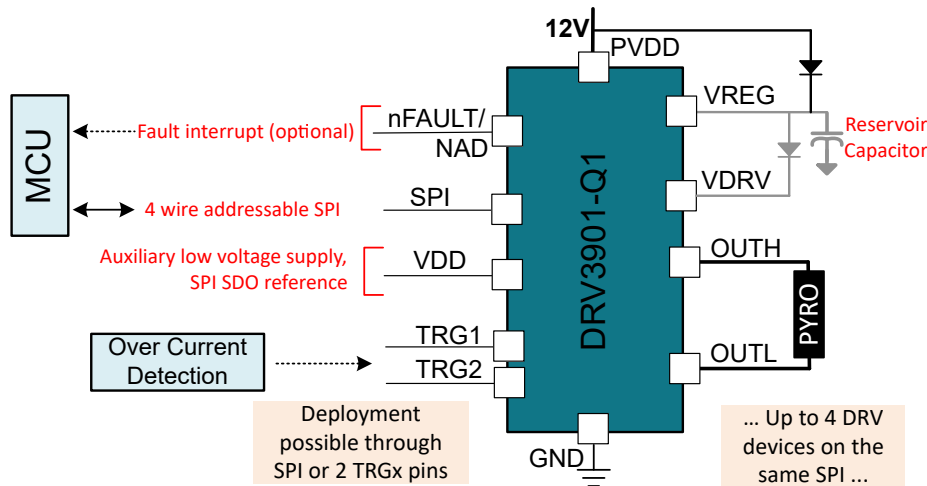 12V
PVDD
MCU
Fault interrupt (optional)
nFAULT/
NAD
VREG
Reservoir
Capacitor
4 wire addressable SPI
SPI
VDRV
DRV3901-Q1
Auxiliary low voltage supply,
SPI SDO reference
VDD
OUTH
PYRO
OUTL
Over Current
Detection
TRG1
TRG2
Deployment
possible through
SPI or 2 TRGx pins
GND
... Up to 4 DRV
devices on the
same SPI ...